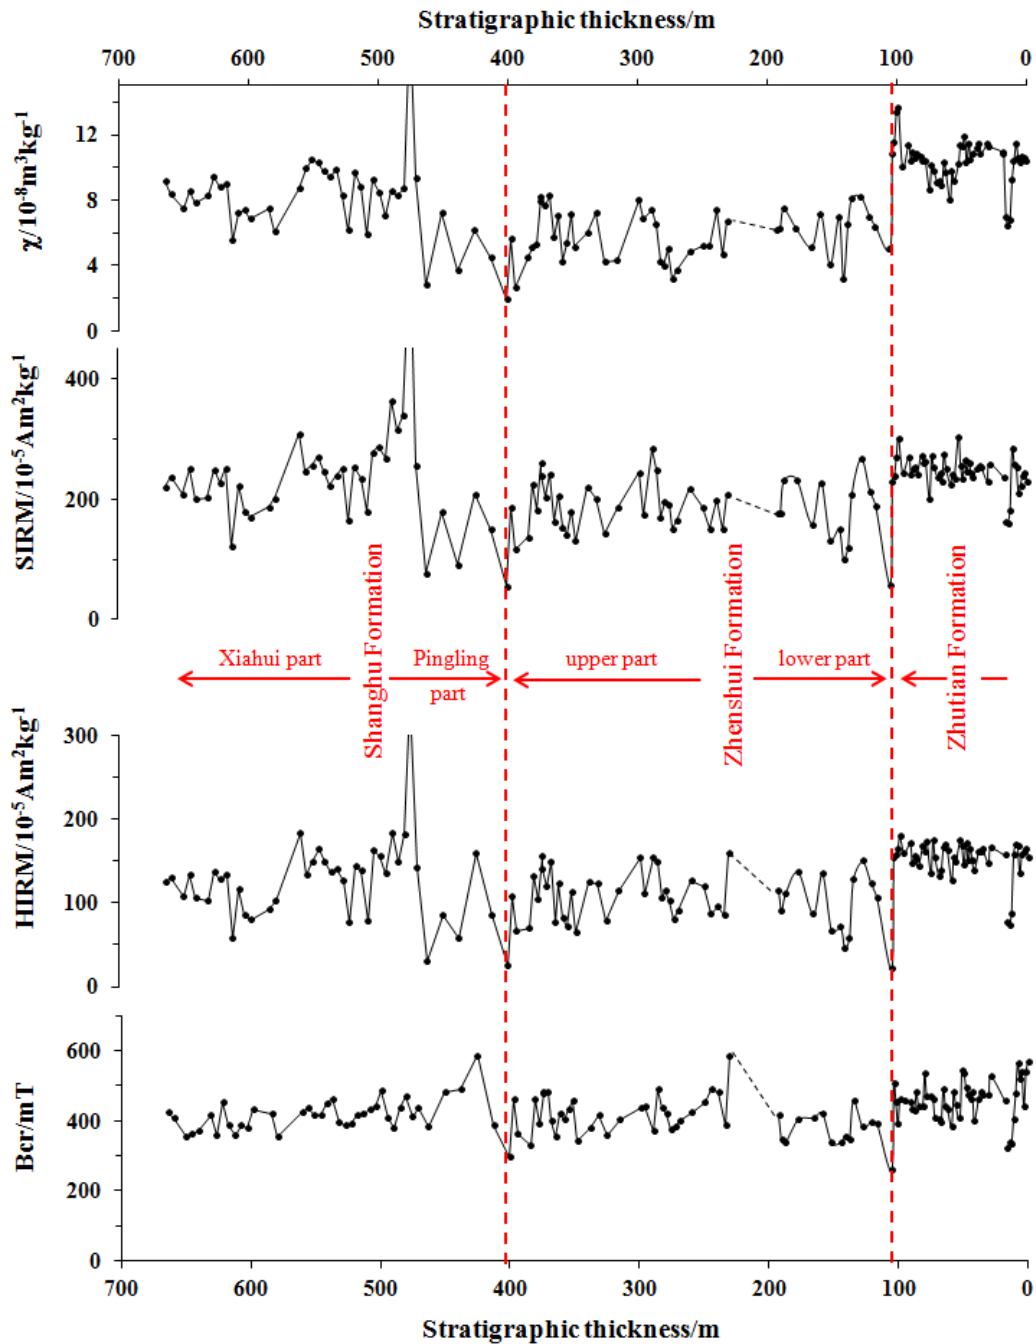 Stratigraphic thickness/m
700 600 500 400 300 200 100 0
χ/10⁻⁸m³kg⁻¹
12
8
4
0
SIRM/10⁻⁵Am²kg⁻¹
400
200
0
Shanghu Formation
Zhenshui Formation
Zhutian Formation
Xiahui part
Pingling
part
upper part
lower part
HIRM/10⁻⁵Am²kg⁻¹
300
200
100
0
Bcr/mT
600
400
200
0
700 600 500 400 300 200 100 0
Stratigraphic thickness/m